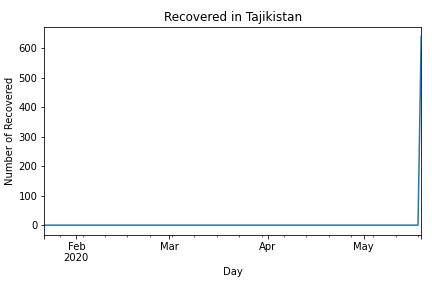 Recovered in Tajikistan
Number of Recovered
600
500
400
300
200
100
0
Feb
2020
Mar
Apr
May
Day